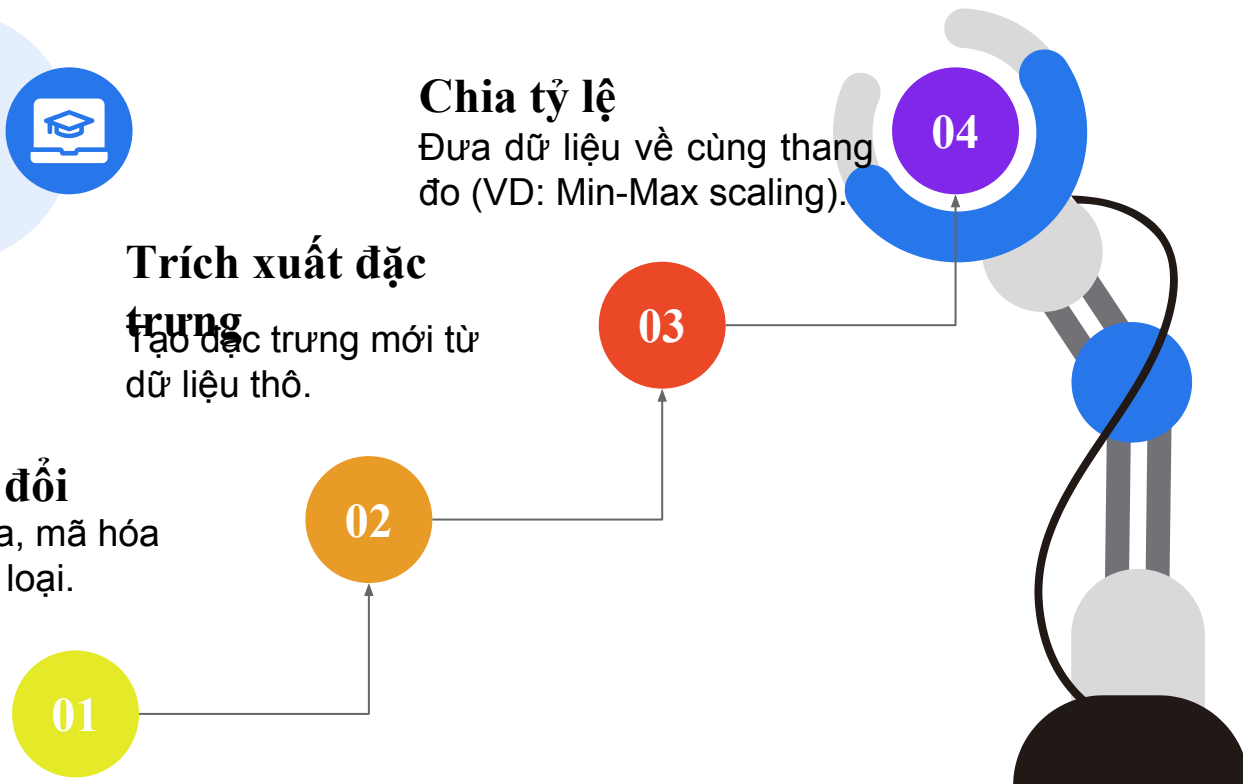 Chia tỷ lệ
04
Đưa dữ liệu về cùng thang
đo (VD: Min-Max scaling).
Trích xuất đặc
trưng
03
Tạo đặc trưng mới từ
dữ liệu thô.
đổi
02
mã hóa
loại.
01